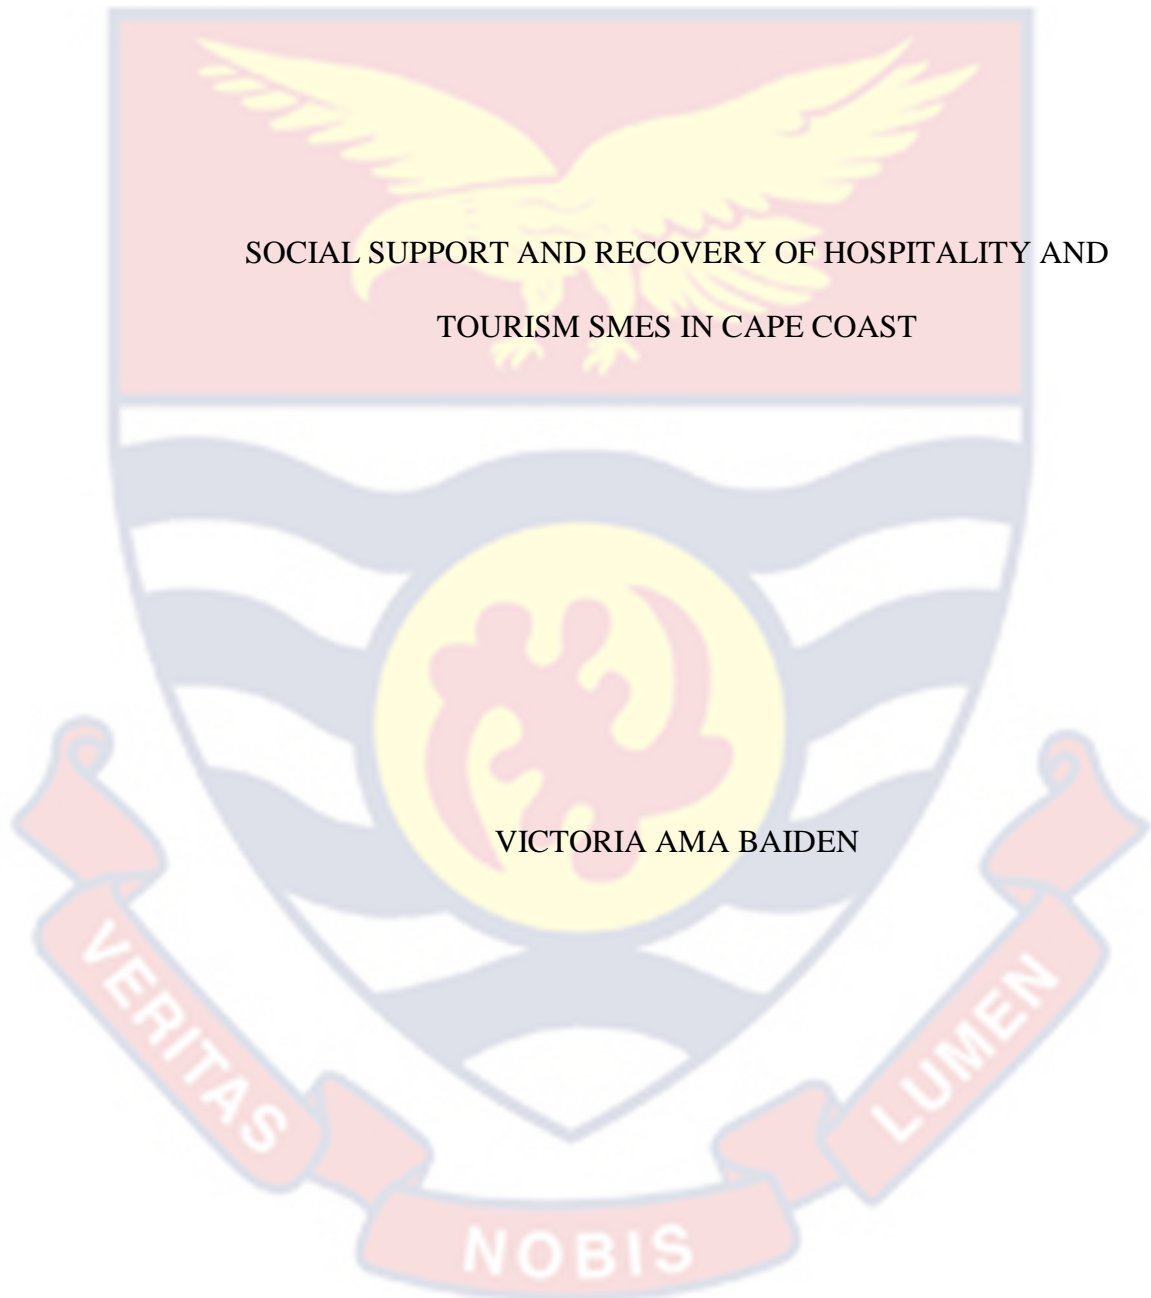 SOCIAL SUPPORT AND RECOVERY OF HOSPITALITY AND
TOURISM SMES IN CAPE COAST
VICTORIA AMA BAIDEN
VERITAS
NOBIS
LUMEN